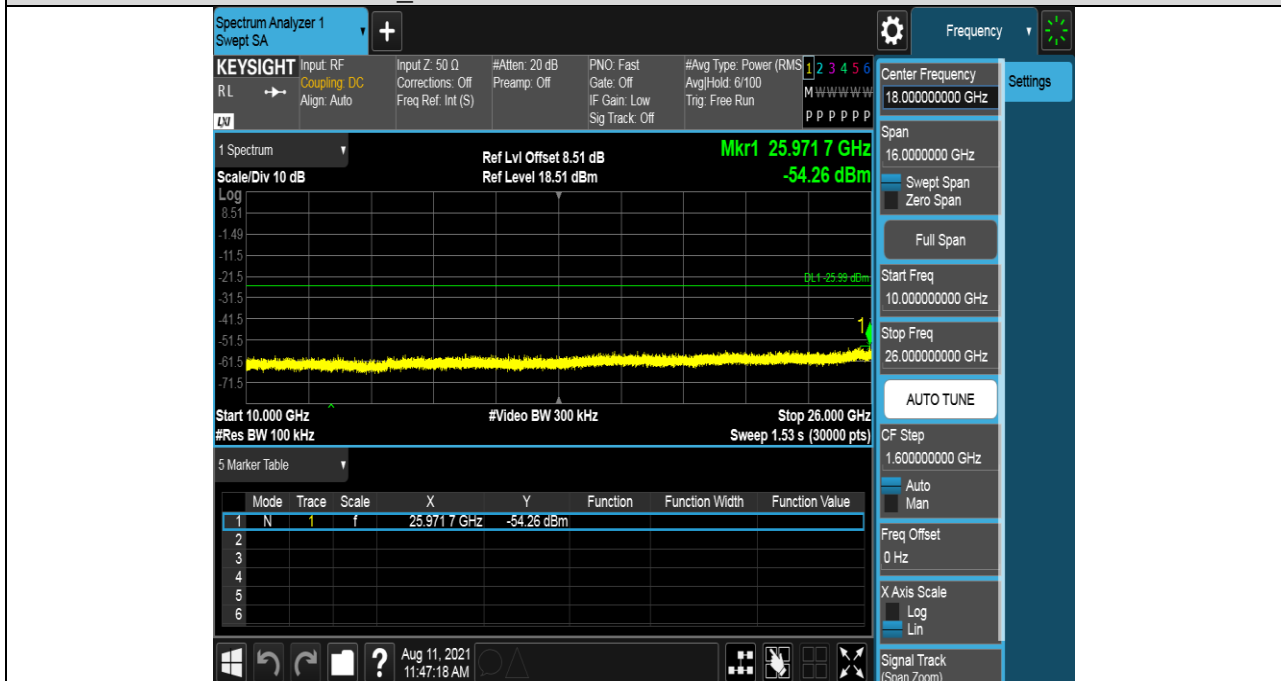 Spectrum Analyzer 1
Swept SA
+
Frequency
KEYSIGHT
RL
LXI
Input: RF
Coupling: DC
Align: Auto
Input Z: 50 Ω
Corrections: Off
Freq Ref: Int (S)
#Atten: 20 dB
Preamp: Off
PNO: Fast
Gate: Off
IF Gain: Low
Sig Track: Off
#Avg Type: Power (RMS
Avg|Hold: 6/100
Trig: Free Run
1 2 3 4 5 6
M W W W W W
P P P P P P
1 Spectrum
Scale/Div 10 dB
Ref Lvl Offset 8.51 dB
Ref Level 18.51 dBm
Mkr1 25.971 7 GHz
-54.26 dBm
Log
8.51
-1.49
-11.5
-21.5
-31.5
-41.5
-51.5
-61.5
-71.5
DL1 -25.99 dBm
1
Start 10.000 GHz
#Res BW 100 kHz
#Video BW 300 kHz
Stop 26.000 GHz
Sweep 1.53 s (30000 pts)
5 Marker Table
Mode Trace Scale X Y Function Function Width Function Value
1 N 1 f 25.971 7 GHz -54.26 dBm
2
3
4
5
6
?
Aug 11, 2021
11:47:18 AM
Center Frequency
18.000000000 GHz
Settings
Span
16.0000000 GHz
Swept Span
Zero Span
Full Span
Start Freq
10.000000000 GHz
Stop Freq
26.000000000 GHz
AUTO TUNE
CF Step
1.600000000 GHz
Auto
Man
Freq Offset
0 Hz
X Axis Scale
Log
Lin
Signal Track
(Span Zoom)